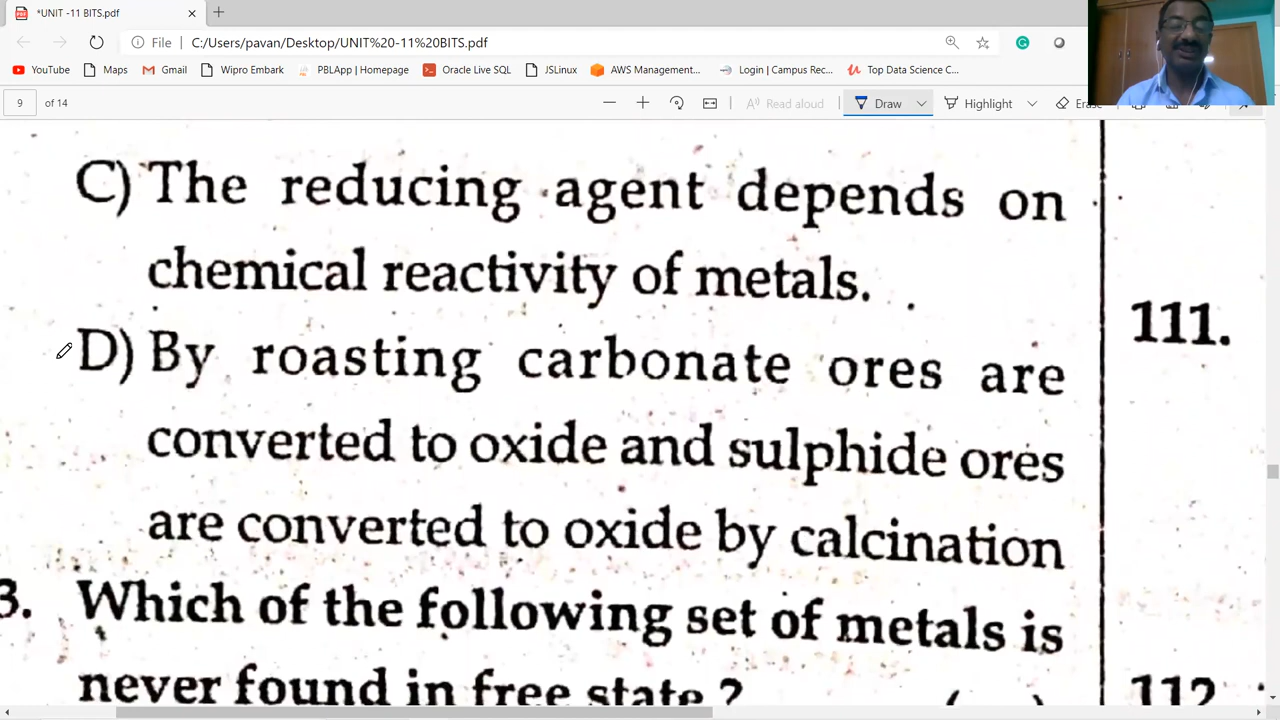 *UNIT -11 BITS.pdf
File C:/Users/pavan/Desktop/UNIT%20-11%20BITS.pdf
YouTube Maps Gmail Wipro Embark PBLApp | Homepage Oracle Live SQL JSLinux AWS Management... Login | Campus Rec... Top Data Science C...
9 of 14 Read aloud Draw Highlight
C) The reducing agent depends on
chemical reactivity of metals.
111.
D) By roasting carbonate ores are
converted to oxide and sulphide ores
are converted to oxide by calcination
3. Which of the following set of metals is
never found in free state ? ( )
112